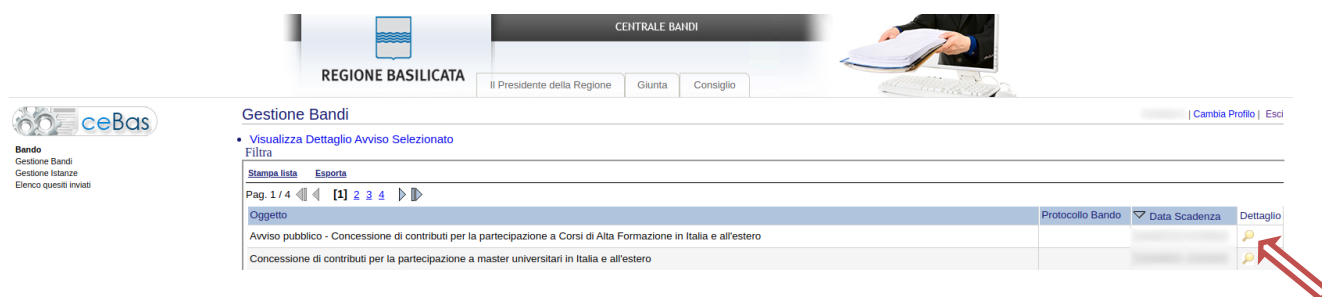 CENTRALE BANDI
REGIONE BASILICATA
Il Presidente della Regione Giunta Consiglio
ceBas
Gestione Bandi
| Cambia Profilo | Esci
Bando
Gestione Bandi
Gestione Istanze
Elenco quesiti inviati
Visualizza Dettaglio Avviso Selezionato
Filtra
Stampa lista Esporta
Pag. 1 / 4 [1] 2 3 4
Oggetto Protocollo Bando Data Scadenza Dettaglio
Avviso pubblico - Concessione di contributi per la partecipazione a Corsi di Alta Formazione in Italia e all'estero
Concessione di contributi per la partecipazione a master universitari in Italia e all'estero